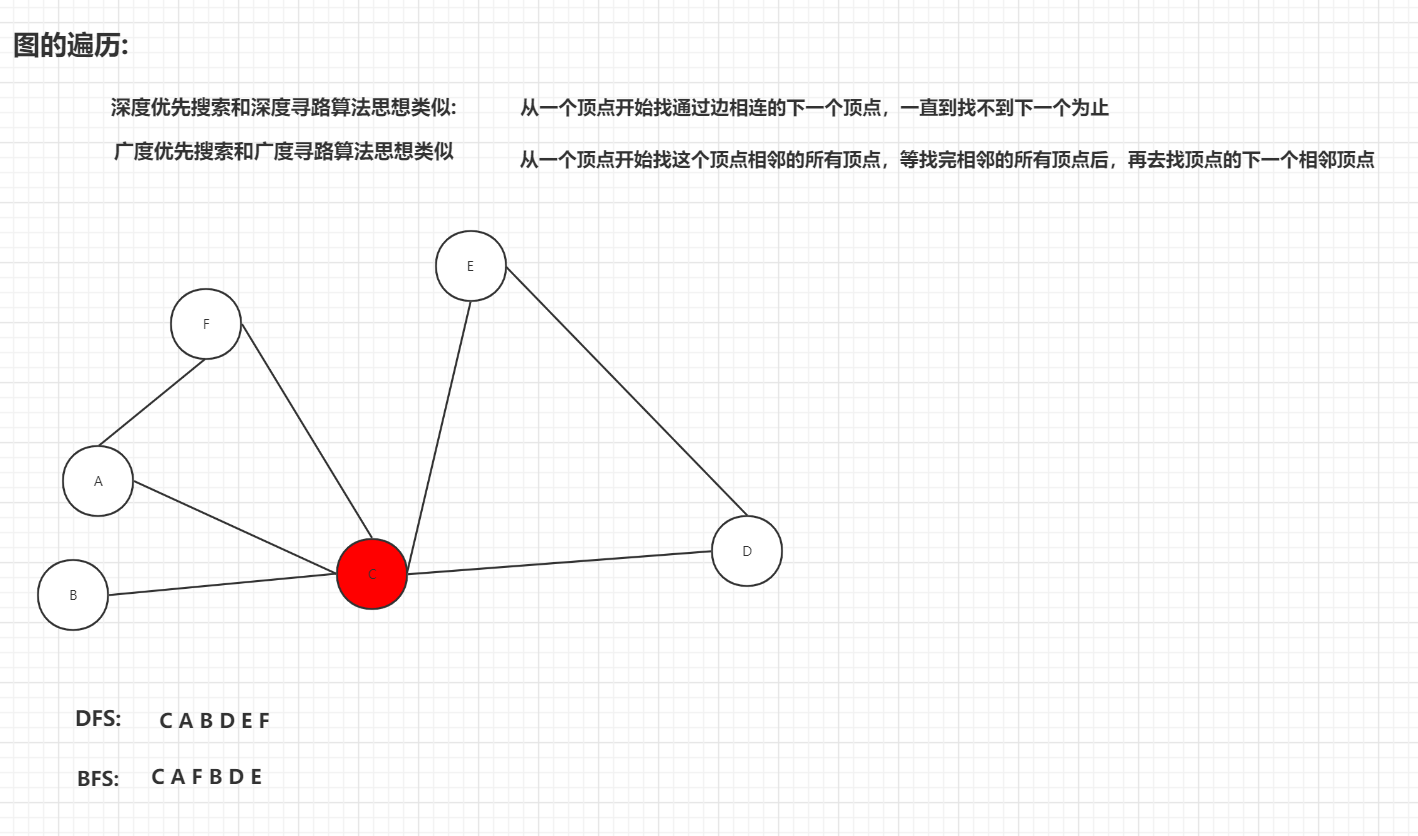 图的遍历:
深度优先搜索和深度寻路算法思想类似: 从一个顶点开始找通过边相连的下一个顶点，一直到找不到下一个为止
广度优先搜索和广度寻路算法思想类似 从一个顶点开始找这个顶点相邻的所有顶点，等找完相邻的所有顶点后，再去找顶点的下一个相邻顶点
E
F
A
D
C
B
DFS: C A B D E F
BFS: C A F B D E